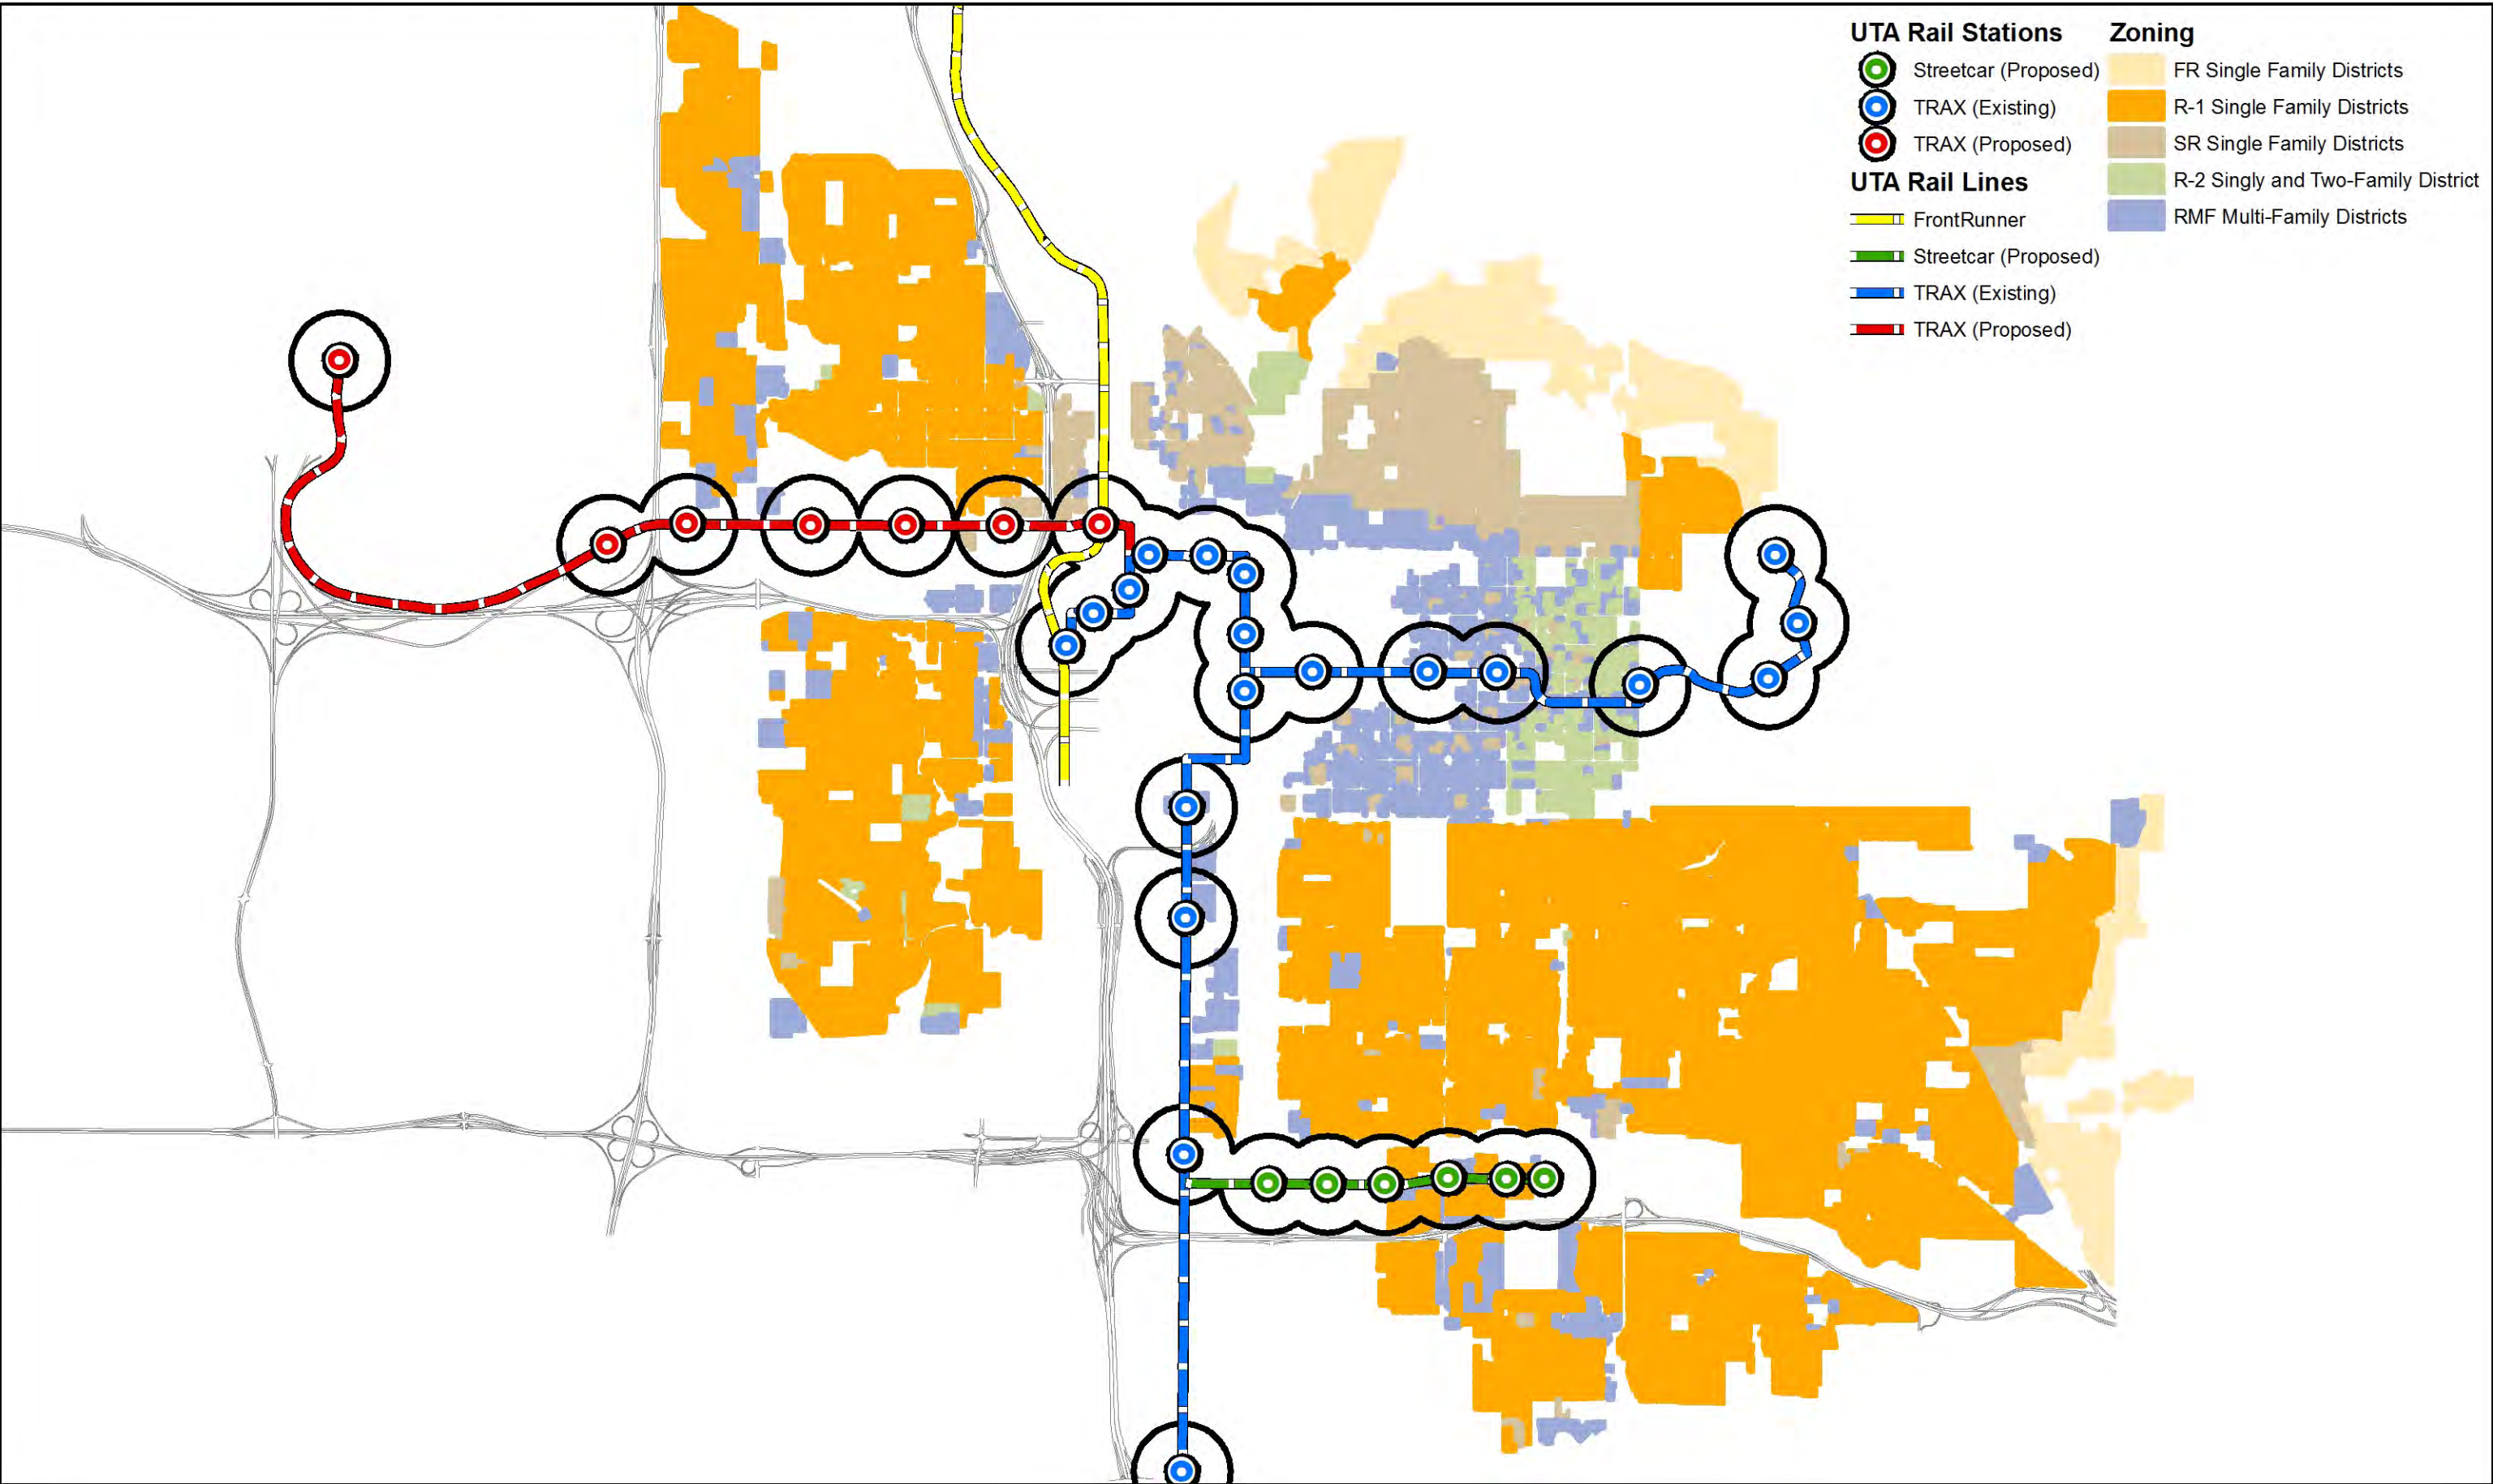 UTA Rail Stations
Streetcar (Proposed)
TRAX (Existing)
TRAX (Proposed)
UTA Rail Lines
FrontRunner
Streetcar (Proposed)
TRAX (Existing)
TRAX (Proposed)
Zoning
FR Single Family Districts
R-1 Single Family Districts
SR Single Family Districts
R-2 Singly and Two-Family District
RMF Multi-Family Districts